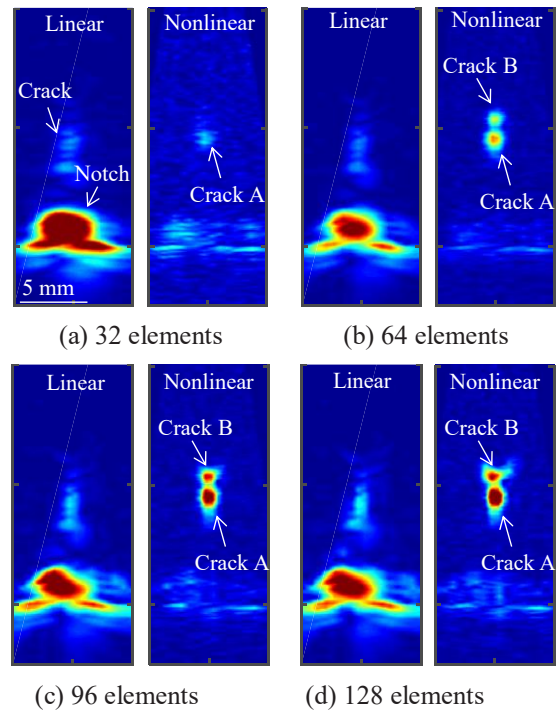 Linear
Nonlinear
Crack
Notch
Crack A
5 mm
(a) 32 elements
Linear
Nonlinear
Crack B
Crack A
(b) 64 elements
Linear
Nonlinear
Crack B
Crack A
(c) 96 elements
Linear
Nonlinear
Crack B
Crack A
(d) 128 elements